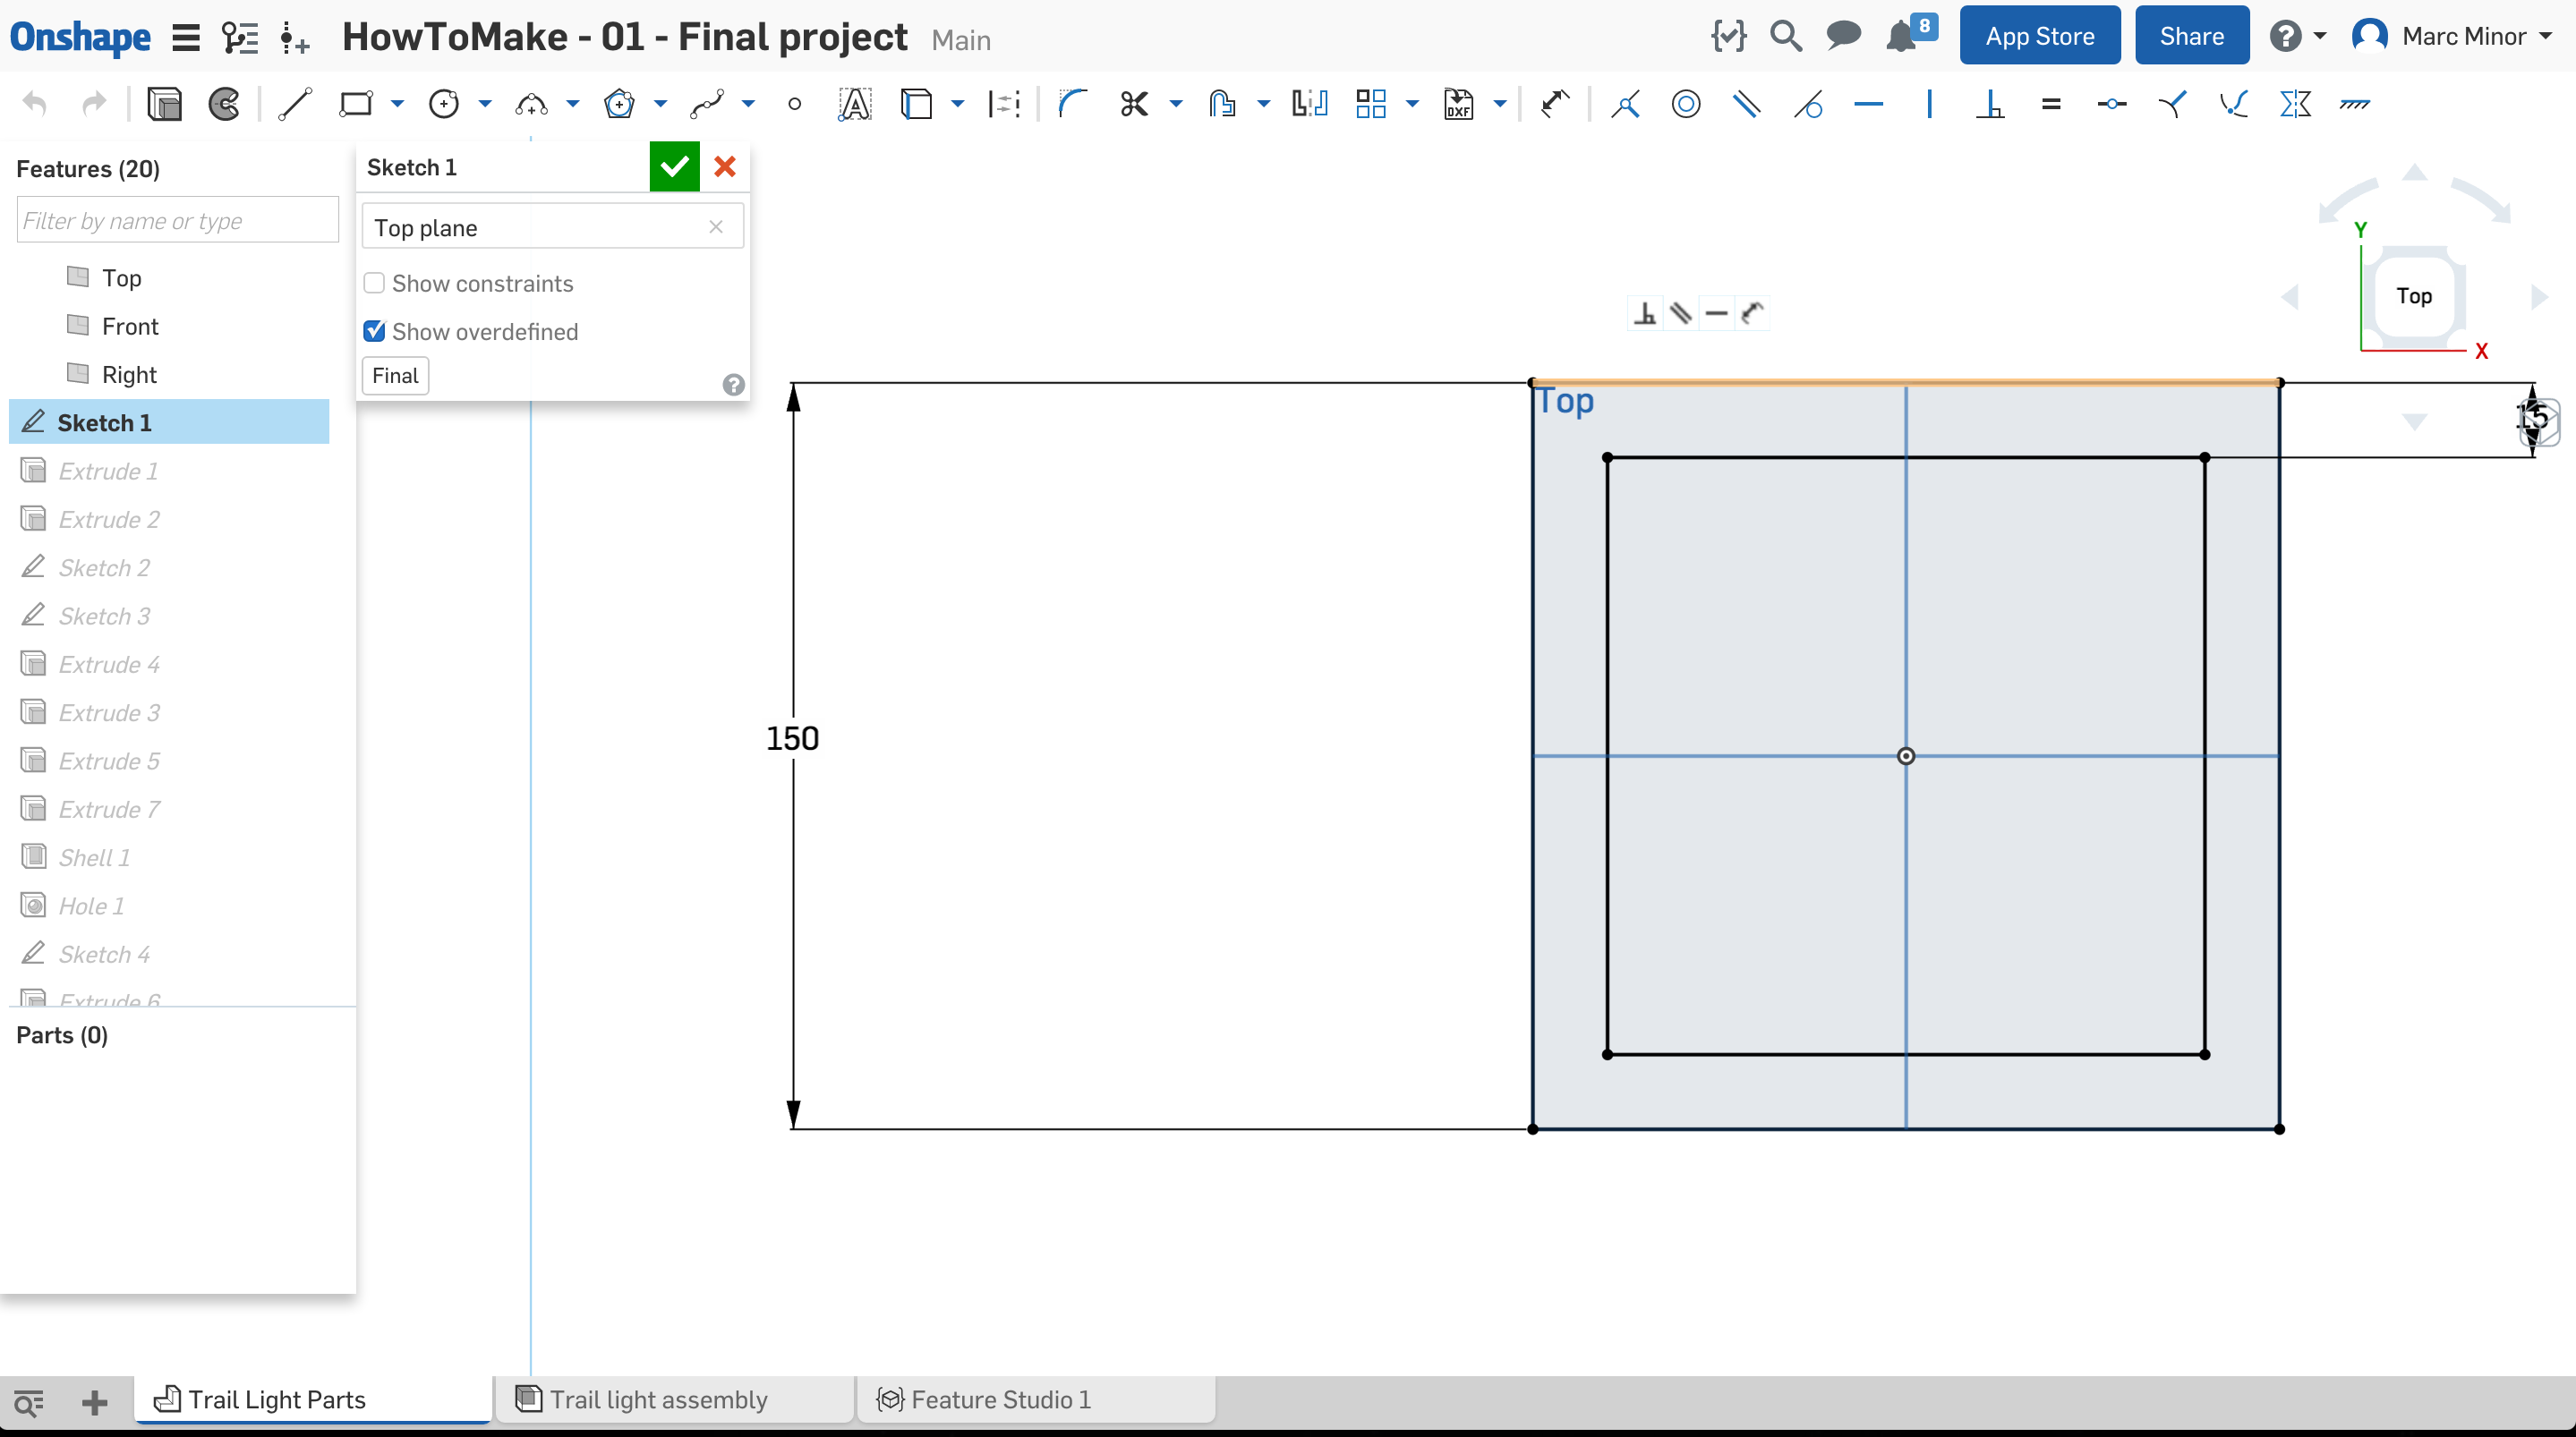 Onshape HowToMake - 01 - Final project Main 8 App Store Share Marc Minor
DXF
Features (20)
Filter by name or type
Top
Front
Right
Sketch 1
Extrude 1
Extrude 2
Sketch 2
Sketch 3
Extrude 4
Extrude 3
Extrude 5
Extrude 7
Shell 1
Hole 1
Sketch 4
Extrude 6
Parts (0)
Sketch 1
Top plane
Show constraints
Show overdefined
Final
Y
Top
X
Top
15
150
Trail Light Parts
Trail light assembly
Feature Studio 1